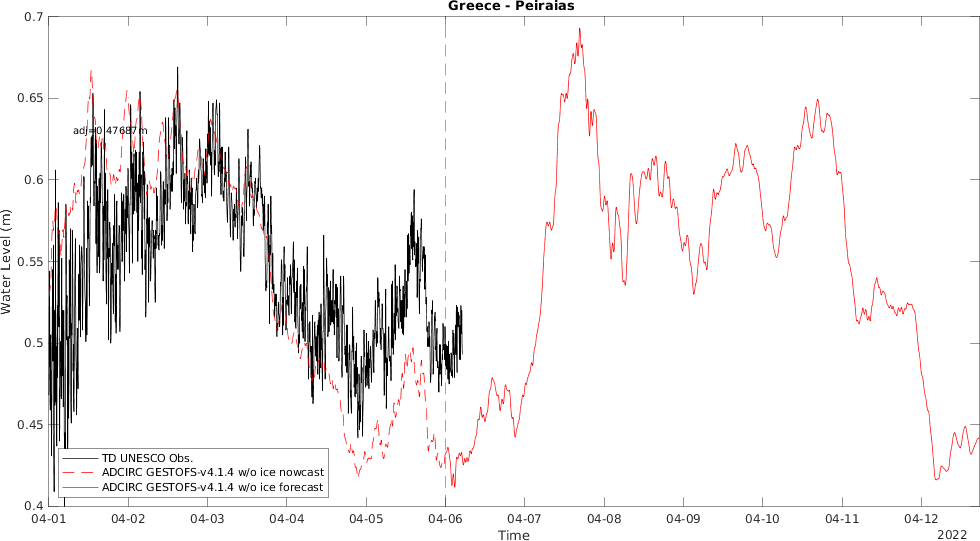 Greece - Peiraias
0.7
0.65
0.6
0.55
0.5
0.45
0.4
Water Level (m)
adj=0.47687m
TD UNESCO Obs.
ADCIRC GESTOFS-v4.1.4 w/o ice nowcast
ADCIRC GESTOFS-v4.1.4 w/o ice forecast
04-01 04-02 04-03 04-04 04-05 04-06 04-07 04-08 04-09 04-10 04-11 04-12
Time
2022